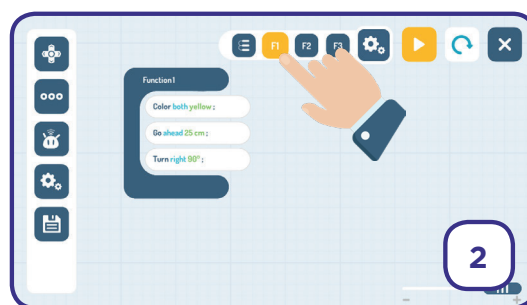 F1 F2 F3
Function1
Color both yellow;
Go ahead 25 cm;
Turn right 90°;
2